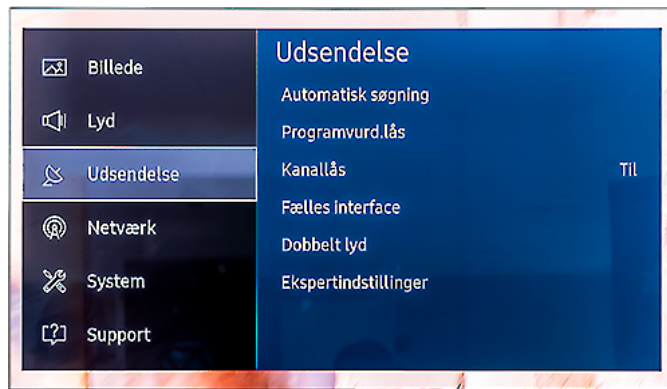 Billede
Lyd
Udsendelse
Netværk
System
Support
Udsendelse
Automatisk søgning
Programvurd.lås
Kanallås Til
Fælles interface
Dobbelt lyd
Ekspertindstillinger